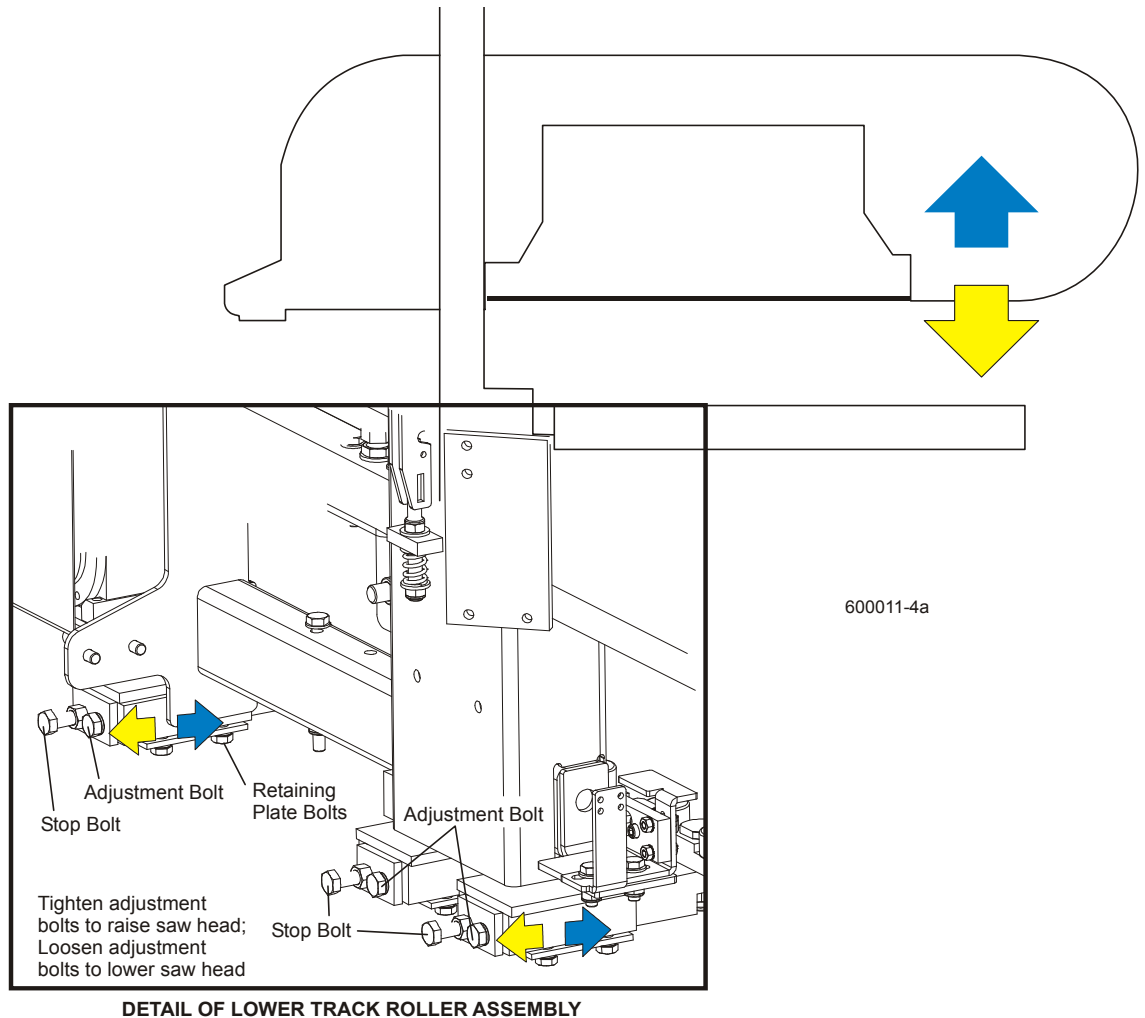 600011-4a
Adjustment Bolt
Stop Bolt
Retaining
Plate Bolts
Adjustment Bolt
Stop Bolt
Tighten adjustment
bolts to raise saw head;
Loosen adjustment
bolts to lower saw head
DETAIL OF LOWER TRACK ROLLER ASSEMBLY